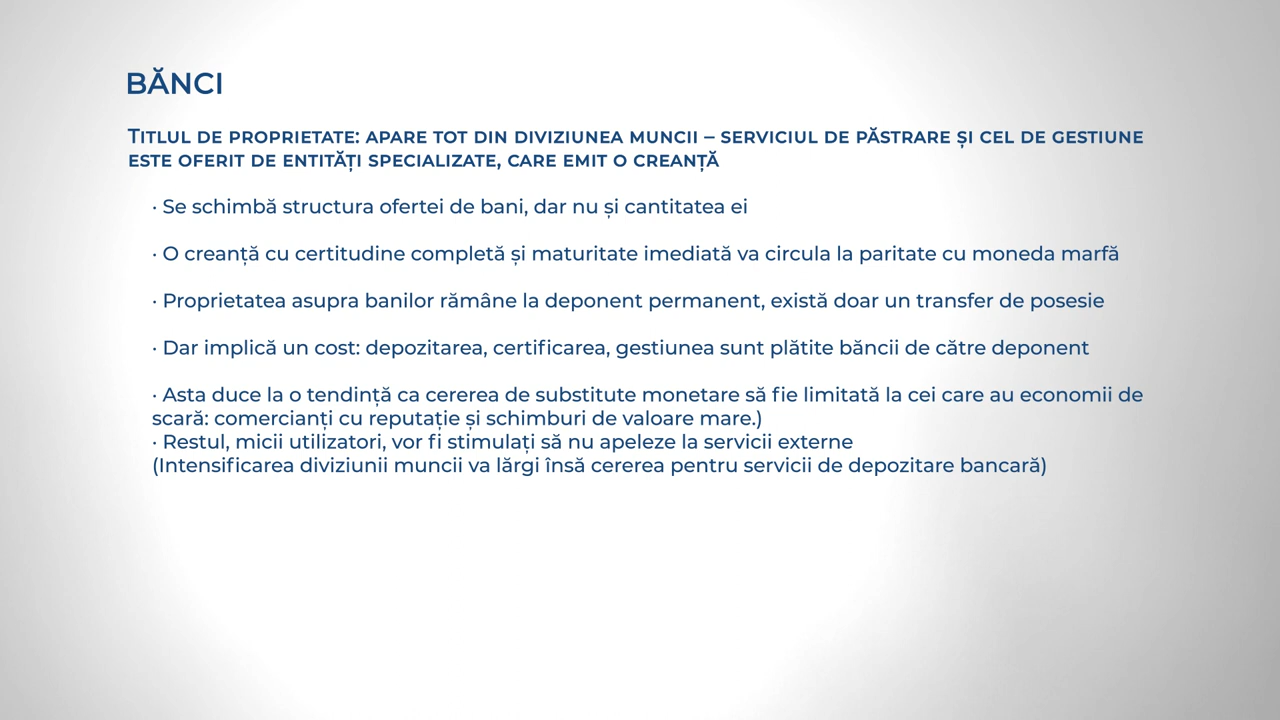 BĂNCI
Titlul de proprietate: apare tot din diviziunea muncii – serviciul de păstrare și cel de gestiune
este oferit de entități specializate, care emit o creanță
· Se schimbă structura ofertei de bani, dar nu și cantitatea ei
· O creanță cu certitudine completă și maturitate imediată va circula la paritate cu moneda marfă
· Proprietatea asupra banilor rămâne la deponent permanent, există doar un transfer de posesie
· Dar implică un cost: depozitarea, certificarea, gestiunea sunt plătite băncii de către deponent
· Asta duce la o tendință ca cererea de substitute monetare să fie limitată la cei care au economii de
scară: comercianți cu reputație și schimburi de valoare mare.)
· Restul, micii utilizatori, vor fi stimulați să nu apeleze la servicii externe
(Intensificarea diviziunii muncii va lărgi însă cererea pentru servicii de depozitare bancară)